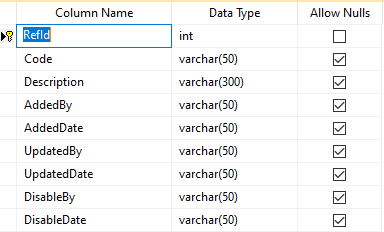 Column Name Data Type Allow Nulls
RefId int
Code varchar(50)
Description varchar(300)
AddedBy varchar(50)
AddedDate varchar(50)
UpdatedBy varchar(50)
UpdatedDate varchar(50)
DisableBy varchar(50)
DisableDate varchar(50)